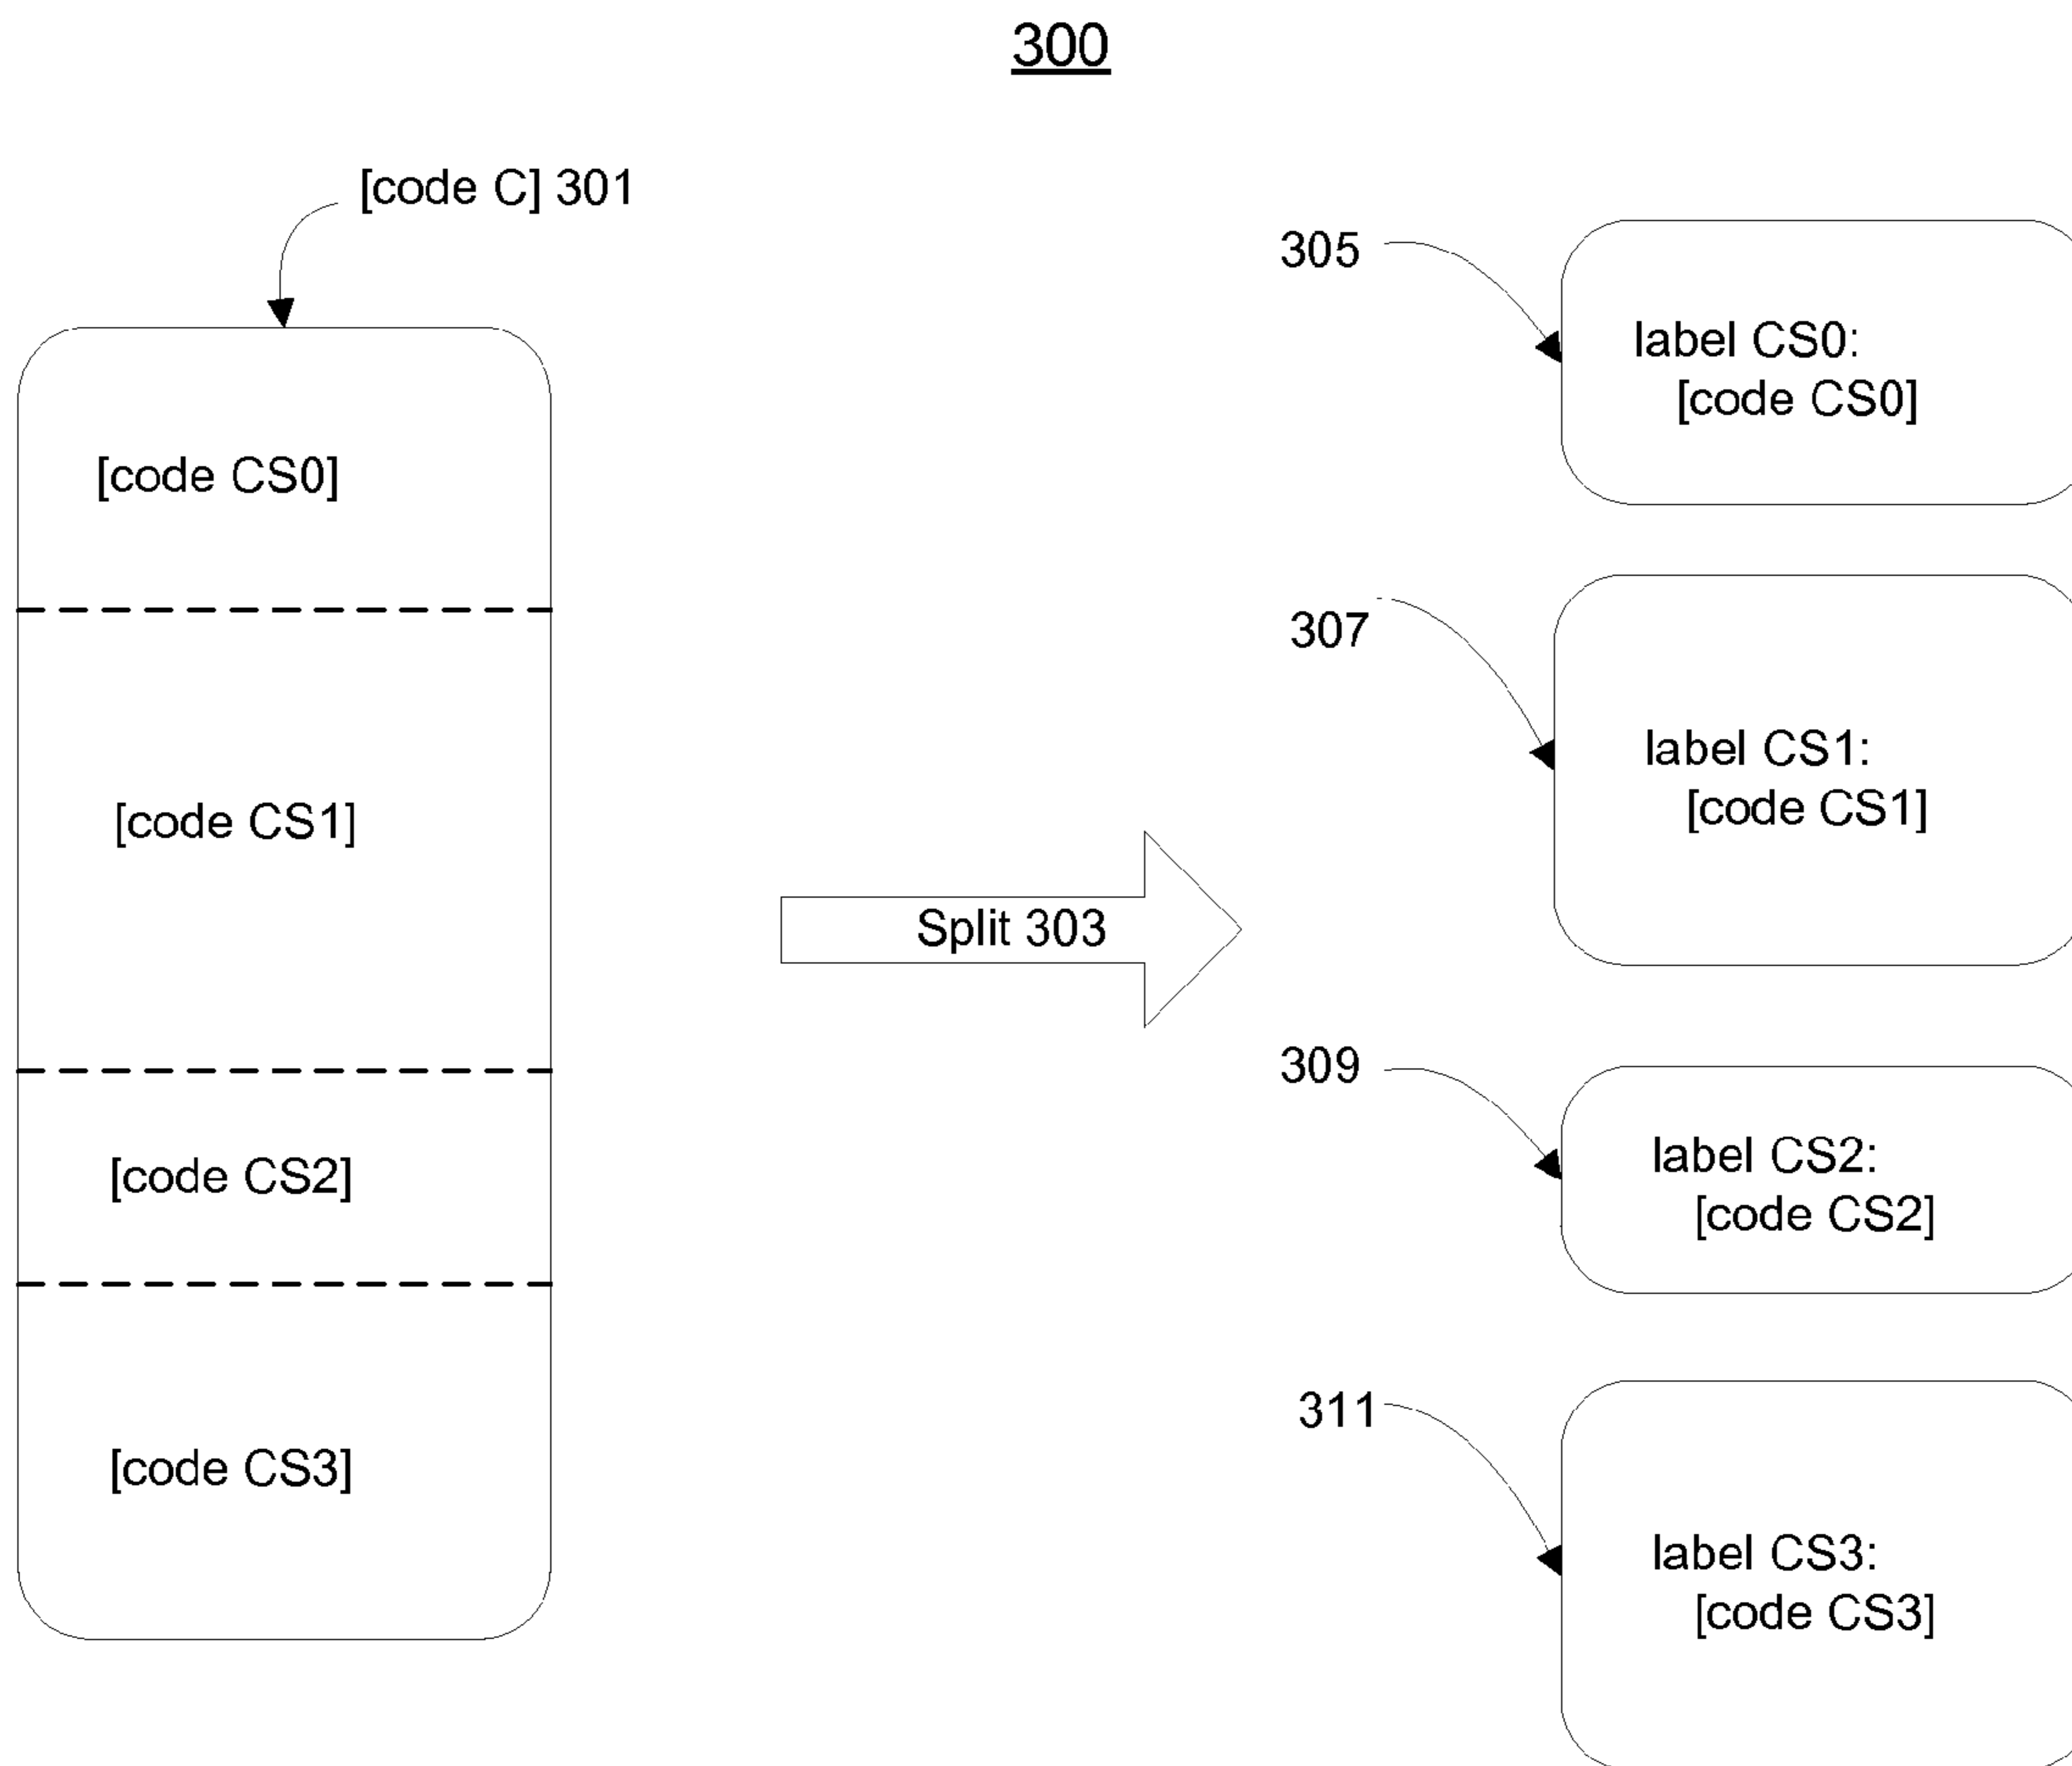 300
[code C] 301
[code CS0]
[code CS1]
[code CS2]
[code CS3]
Split 303
305
label CS0:
[code CS0]
307
label CS1:
[code CS1]
309
label CS2:
[code CS2]
311
label CS3:
[code CS3]